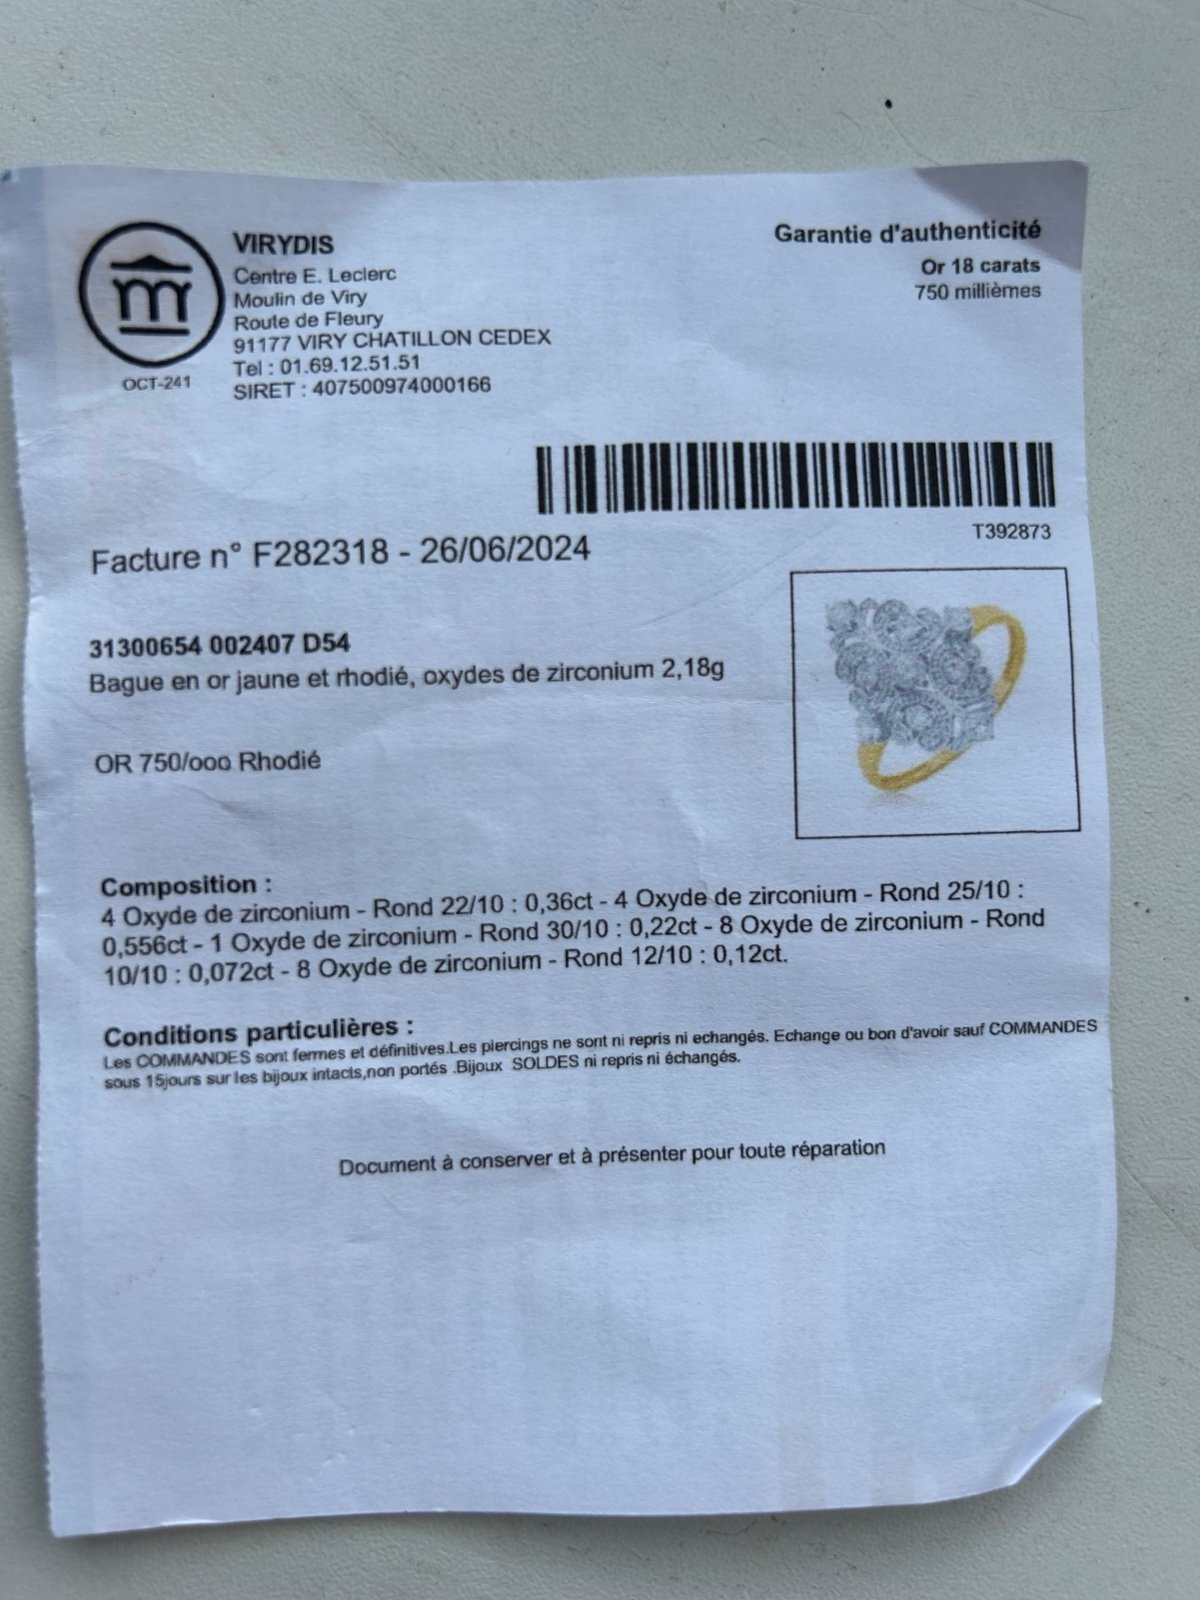 VIRYDIS
Centre E. Leclerc
Moulin de Viry
Route de Fleury
91177 VIRY CHATILLON CEDEX
Tel : 01.69.12.51.51
SIRET : 407500974000166
OCT-241
Garantie d'authenticité
Or 18 carats
750 millièmes
T392873
Facture n° F282318 - 26/06/2024
31300654 002407 D54
Bague en or jaune et rhodié, oxydes de zirconium 2,18g
OR 750/ooo Rhodié
Composition :
4 Oxyde de zirconium - Rond 22/10 : 0,36ct - 4 Oxyde de zirconium - Rond 25/10 :
0,556ct - 1 Oxyde de zirconium - Rond 30/10 : 0,22ct - 8 Oxyde de zirconium - Rond
10/10 : 0,072ct - 8 Oxyde de zirconium - Rond 12/10 : 0,12ct.
Conditions particulières :
Les COMMANDES sont fermes et définitives.Les piercings ne sont ni repris ni echangés. Echange ou bon d'avoir sauf COMMANDES
sous 15jours sur les bijoux intacts,non portés .Bijoux SOLDES ni repris ni échangés.
Document à conserver et à présenter pour toute réparation